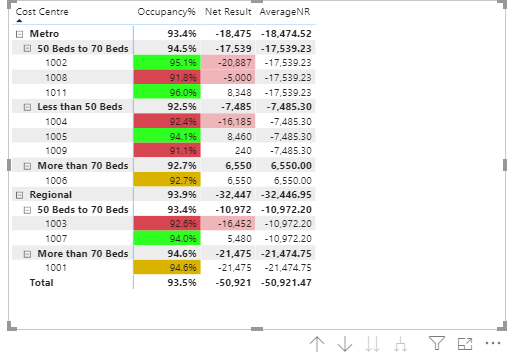 Cost Centre Occupancy% Net Result AverageNR
Metro 93.4% -18,475 -18,474.52
50 Beds to 70 Beds 94.5% -17,539 -17,539.23
1002 95.1% -20,887 -17,539.23
1008 91.8% -5,000 -17,539.23
1011 96.0% 8,348 -17,539.23
Less than 50 Beds 92.5% -7,485 -7,485.30
1004 92.4% -16,185 -7,485.30
1005 94.1% 8,460 -7,485.30
1009 91.1% 240 -7,485.30
More than 70 Beds 92.7% 6,550 6,550.00
1006 92.7% 6,550 6,550.00
Regional 93.9% -32,447 -32,446.95
50 Beds to 70 Beds 93.4% -10,972 -10,972.20
1003 92.6% -16,452 -10,972.20
1007 94.0% 5,480 -10,972.20
More than 70 Beds 94.6% -21,475 -21,474.75
1001 94.6% -21,475 -21,474.75
Total 93.5% -50,921 -50,921.47